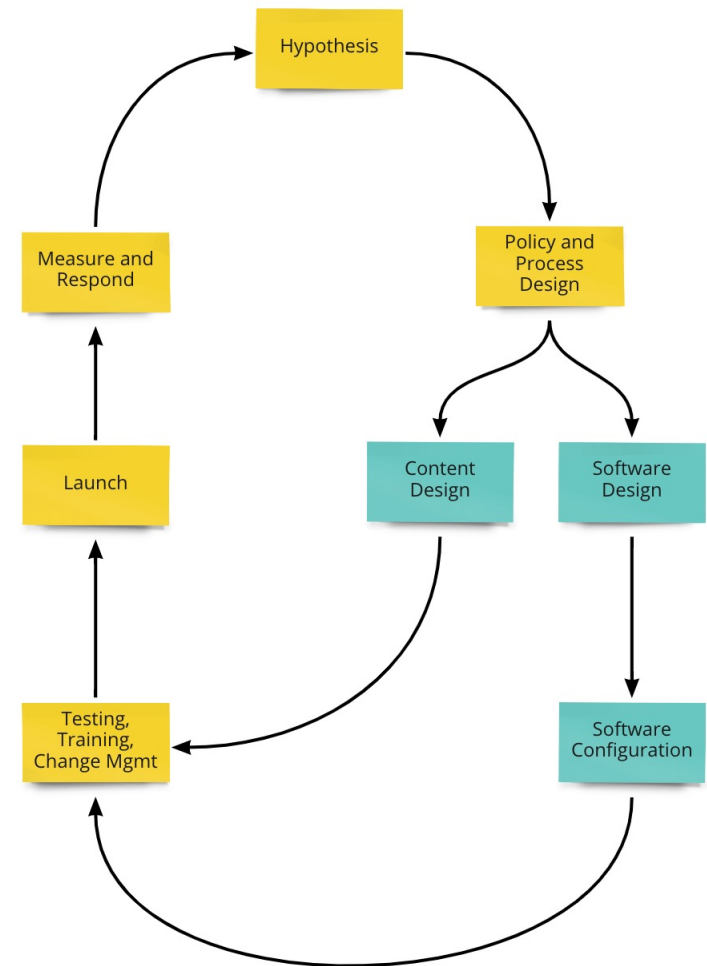 Hypothesis
Measure and
Respond
Policy and
Process
Design
Launch
Content
Design
Software
Design
Testing,
Training,
Change Mgmt
Software
Configuration